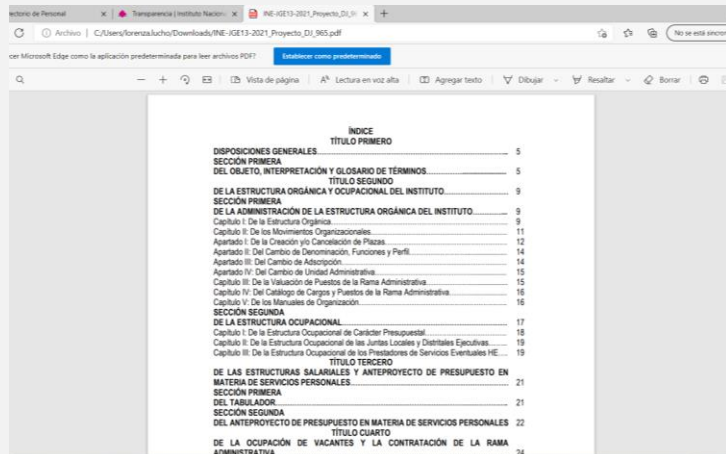 ectorio de Personal
Transparencia | Instituto Nacion
INE-JGE13-2021_Proyecto_DJ_9
Archivo | C:/Users/lorenza.lucho/Downloads/INE-JGE13-2021_Proyecto_DJ_965.pdf
No se está sincron
cer Microsoft Edge como la aplicación predeterminada para leer archivos PDF?
Establecer como predeterminado
Vista de página
Lectura en voz alta
Agregar texto
Dibujar
Resaltar
Borrar
ÍNDICE
TÍTULO PRIMERO
DISPOSICIONES GENERALES 5
SECCIÓN PRIMERA
DEL OBJETO, INTERPRETACIÓN Y GLOSARIO DE TÉRMINOS 5
TÍTULO SEGUNDO
DE LA ESTRUCTURA ORGÁNICA Y OCUPACIONAL DEL INSTITUTO 9
SECCIÓN PRIMERA
DE LA ADMINISTRACIÓN DE LA ESTRUCTURA ORGÁNICA DEL INSTITUTO 9
Capítulo I: De la Estructura Orgánica 9
Capítulo II: De los Movimientos Organizacionales 11
Apartado I: De la Creación y/o Cancelación de Plazas 12
Apartado II: Del Cambio de Denominación, Funciones y Perfil 14
Apartado III: Del Cambio de Adscripción 14
Apartado IV: Del Cambio de Unidad Administrativa 15
Capítulo III: De la Valuación de Puestos de la Rama Administrativa 15
Capítulo IV: Del Catálogo de Cargos y Puestos de la Rama Administrativa 16
Capítulo V: De los Manuales de Organización 16
SECCIÓN SEGUNDA
DE LA ESTRUCTURA OCUPACIONAL 17
Capítulo I: De la Estructura Ocupacional de Carácter Presupuestal 18
Capítulo II: De la Estructura Ocupacional de las Juntas Locales y Distritales Ejecutivas 19
Capítulo III: De la Estructura Ocupacional de los Prestadores de Servicios Eventuales HE 19
TÍTULO TERCERO
DE LAS ESTRUCTURAS SALARIALES Y ANTEPROYECTO DE PRESUPUESTO EN
MATERIA DE SERVICIOS PERSONALES 21
SECCIÓN PRIMERA
DEL TABULADOR 21
SECCIÓN SEGUNDA
DEL ANTEPROYECTO DE PRESUPUESTO EN MATERIA DE SERVICIOS PERSONALES 22
TÍTULO CUARTO
DE LA OCUPACIÓN DE VACANTES Y LA CONTRATACIÓN DE LA RAMA
ADMINISTRATIVA 24